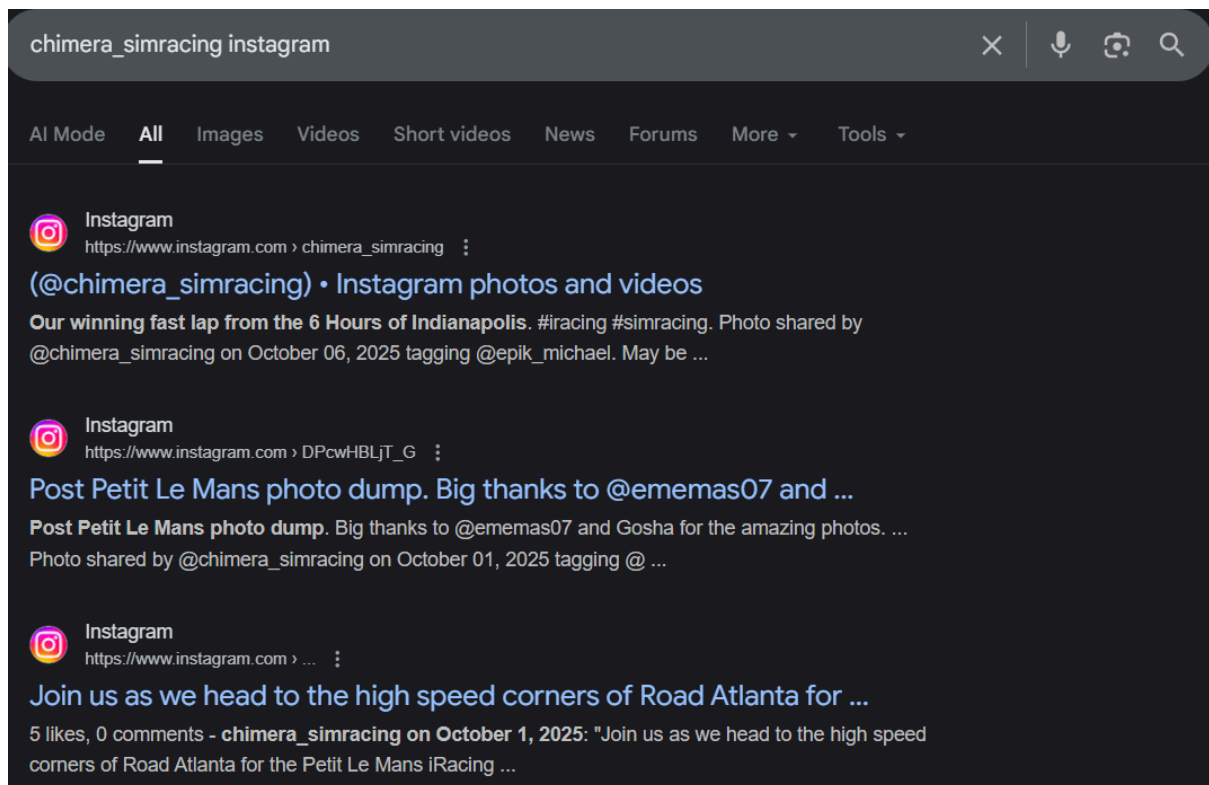 chimera_simracing instagram
AI Mode All Images Videos Short videos News Forums More Tools
Instagram
https://www.instagram.com › chimera_simracing
(@chimera_simracing) • Instagram photos and videos
Our winning fast lap from the 6 Hours of Indianapolis. #iracing #simracing. Photo shared by
@chimera_simracing on October 06, 2025 tagging @epik_michael. May be ...
Instagram
https://www.instagram.com › DPcwHBLjT_G
Post Petit Le Mans photo dump. Big thanks to @ememas07 and ...
Post Petit Le Mans photo dump. Big thanks to @ememas07 and Gosha for the amazing photos. ...
Photo shared by @chimera_simracing on October 01, 2025 tagging @ ...
Instagram
https://www.instagram.com › ...
Join us as we head to the high speed corners of Road Atlanta for ...
5 likes, 0 comments - chimera_simracing on October 1, 2025: "Join us as we head to the high speed
corners of Road Atlanta for the Petit Le Mans iRacing ...